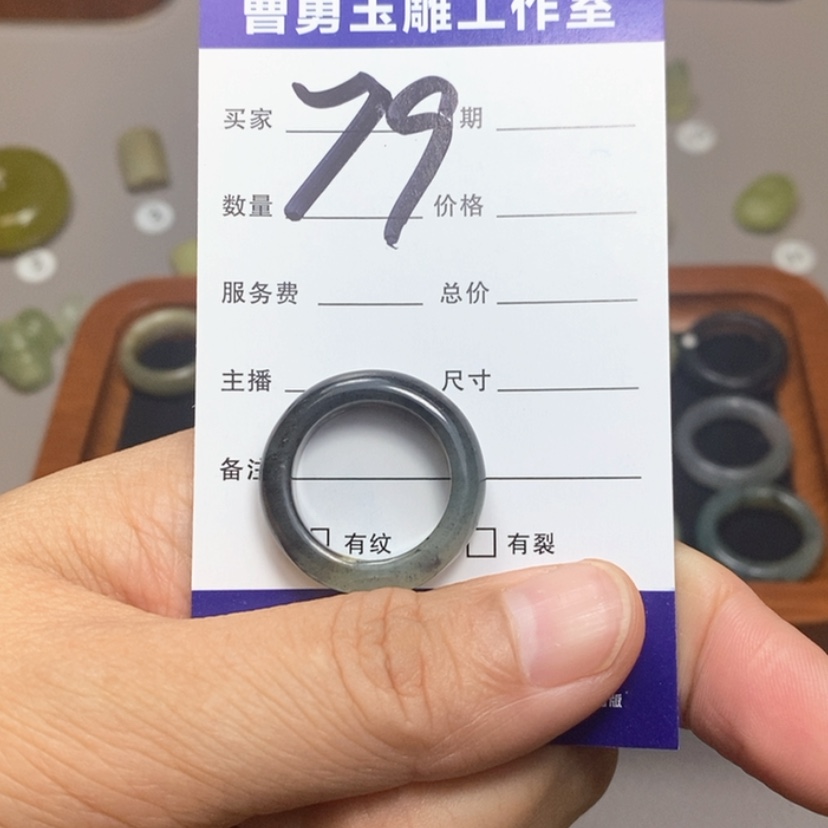 曹勇玉雕工作室
79
买家 期
数量 价格
服务费 总价
主播 尺寸
备注
有纹 有裂